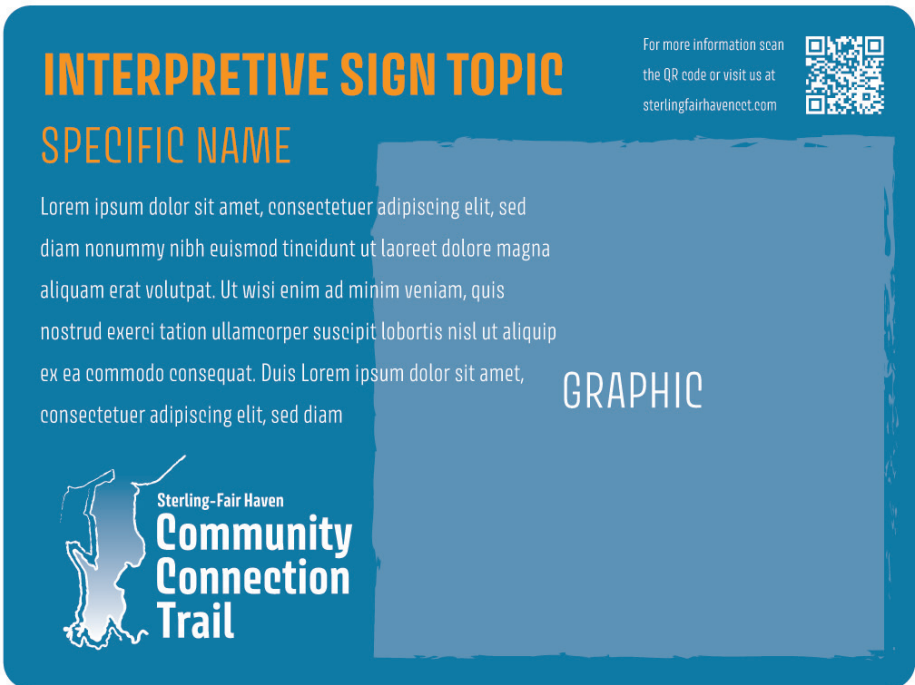 INTERPRETIVE SIGN TOPIC
SPECIFIC NAME
For more information scan
the QR code or visit us at
sterlingfairhavencct.com
Lorem ipsum dolor sit amet, consectetuer adipiscing elit, sed
diam nonummy nibh euismod tincidunt ut laoreet dolore magna
aliquam erat volutpat. Ut wisi enim ad minim veniam, quis
nostrud exerci tation ullamcorper suscipit lobortis nisl ut aliquip
ex ea commodo consequat. Duis Lorem ipsum dolor sit amet,
consectetuer adipiscing elit, sed diam
GRAPHIC
Sterling-Fair Haven
Community
Connection
Trail